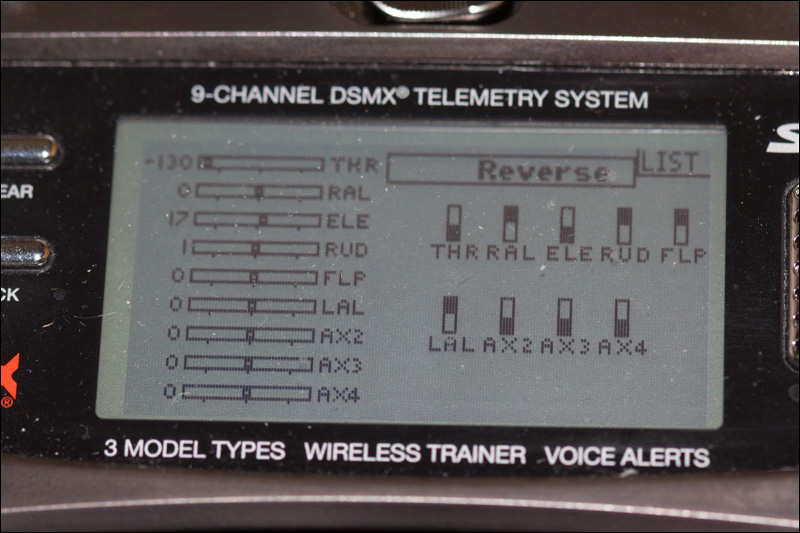 9-CHANNEL DSMX® TELEMETRY SYSTEM
-130 THR
0 RAL
17 ELE
1 RUD
0 FLP
0 LAL
0 AX2
0 AX3
0 AX4
Reverse
LIST
THR RAL ELE RUD FLP
LAL AX2 AX3 AX4
EAR
CK
S
X®
3 MODEL TYPES WIRELESS TRAINER VOICE ALERTS